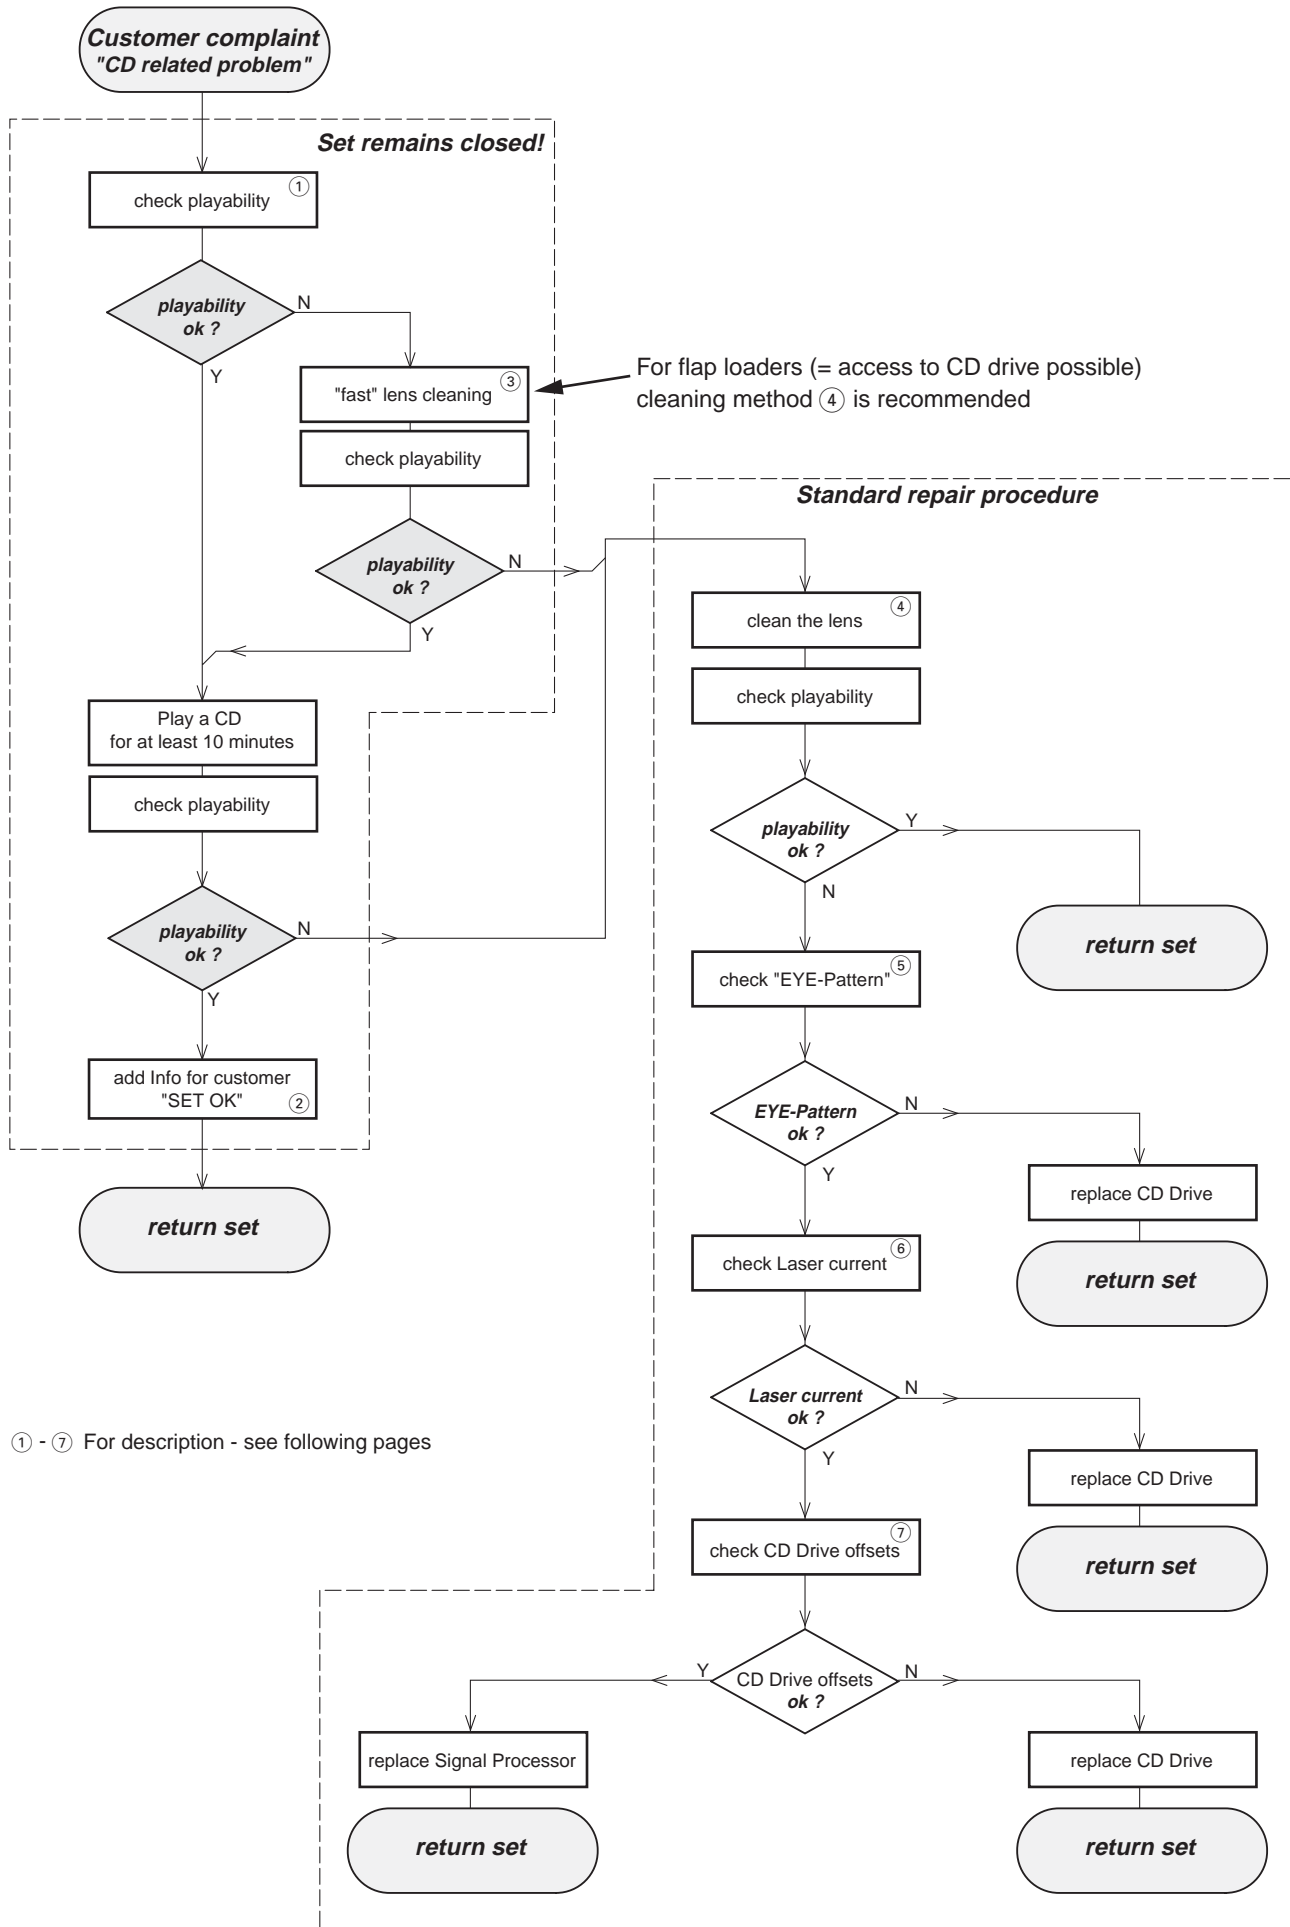 Customer complaint
"CD related problem"
Set remains closed!
check playability ①
playability
ok ?
N
Y
"fast" lens cleaning ③
For flap loaders (= access to CD drive possible)
cleaning method ④ is recommended
check playability
playability
ok ?
N
Y
Play a CD
for at least 10 minutes
check playability
playability
ok ?
N
Y
add Info for customer
"SET OK" ②
return set
Standard repair procedure
clean the lens ④
check playability
playability
ok ?
Y
N
return set
check "EYE-Pattern" ⑤
EYE-Pattern
ok ?
N
Y
replace CD Drive
return set
check Laser current ⑥
Laser current
ok ?
N
Y
replace CD Drive
return set
① - ⑦ For description - see following pages
check CD Drive offsets ⑦
CD Drive offsets
ok ?
Y
N
replace Signal Processor
return set
replace CD Drive
return set